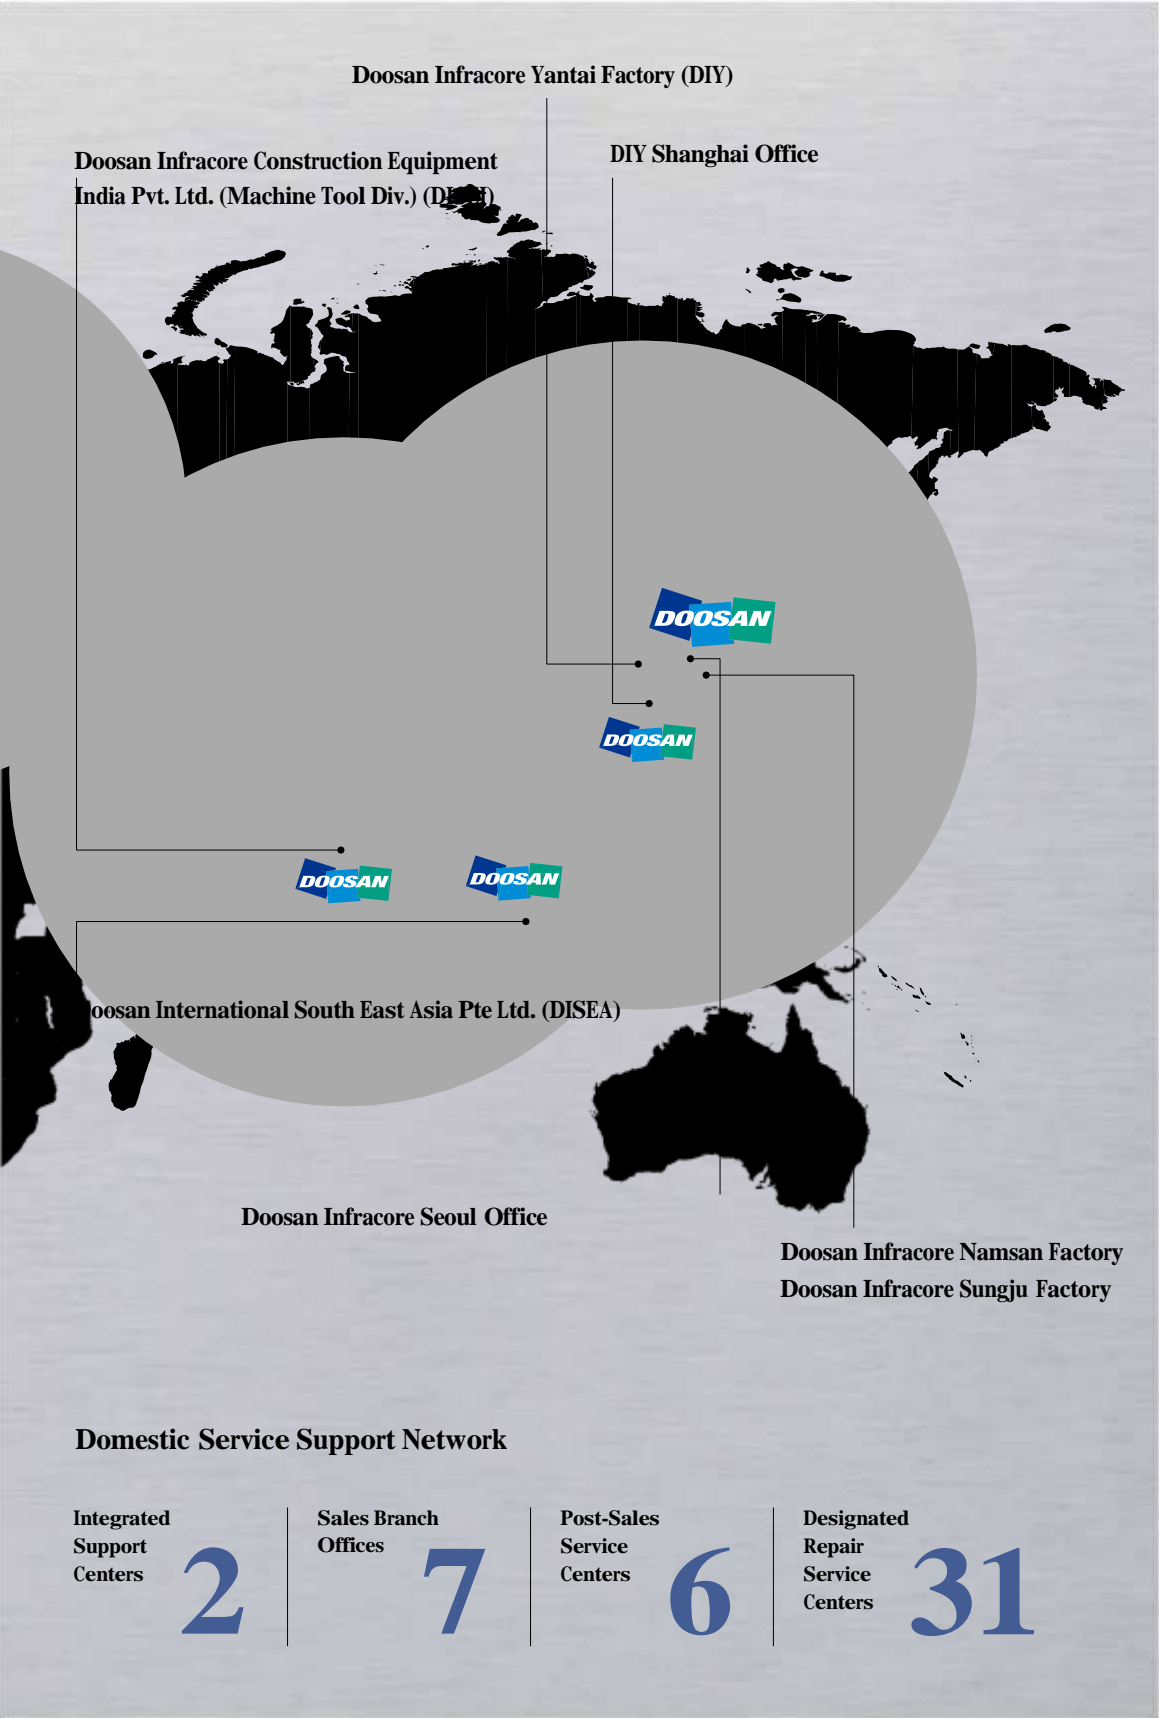 Doosan Infracore Yantai Factory (DIY)
Doosan Infracore Construction Equipment
India Pvt. Ltd. (Machine Tool Div.)
DIY Shanghai Office
DOOSAN
DOOSAN
DOOSAN
DOOSAN
Doosan International South East Asia Pte Ltd. (DISEA)
Doosan Infracore Seoul Office
Doosan Infracore Namsan Factory
Doosan Infracore Sungju Factory
Domestic Service Support Network
Integrated
Support
Centers
2
Sales Branch
Offices
7
Post-Sales
Service
Centers
6
Designated
Repair
Service
Centers
31